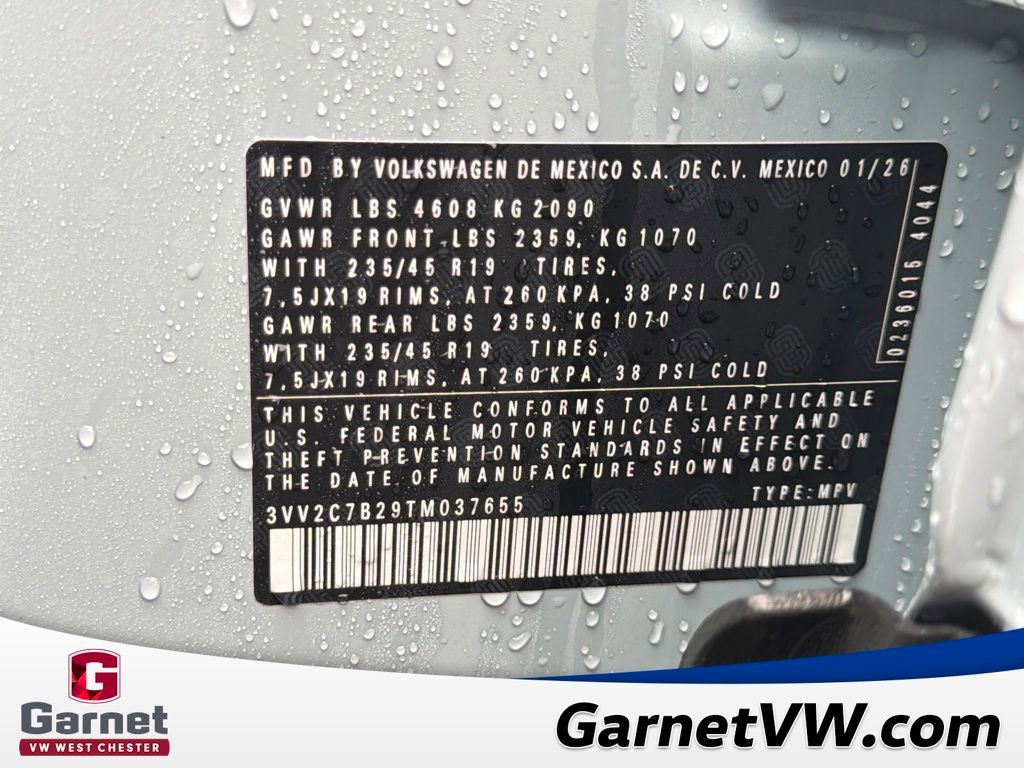 MFD BY VOLKSWAGEN DE MEXICO S.A. DE C.V. MEXICO 01/26
GVWR LBS 4608 KG 2090
GAWR FRONT LBS 2359, KG 1070
WITH 235/45 R19 TIRES,
7,5JX19 RIMS, AT 260 KPA, 38 PSI COLD
GAWR REAR LBS 2359, KG 1070
WITH 235/45 R19 TIRES,
7,5JX19 RIMS, AT 260 KPA, 38 PSI COLD
0236015 4044
THIS VEHICLE CONFORMS TO ALL APPLICABLE
U.S. FEDERAL MOTOR VEHICLE SAFETY AND
THEFT PREVENTION STANDARDS IN EFFECT ON
THE DATE OF MANUFACTURE SHOWN ABOVE.
3VV2C7B29TM037655 TYPE: MPV
G
Garnet
VW WEST CHESTER
GarnetVW.com